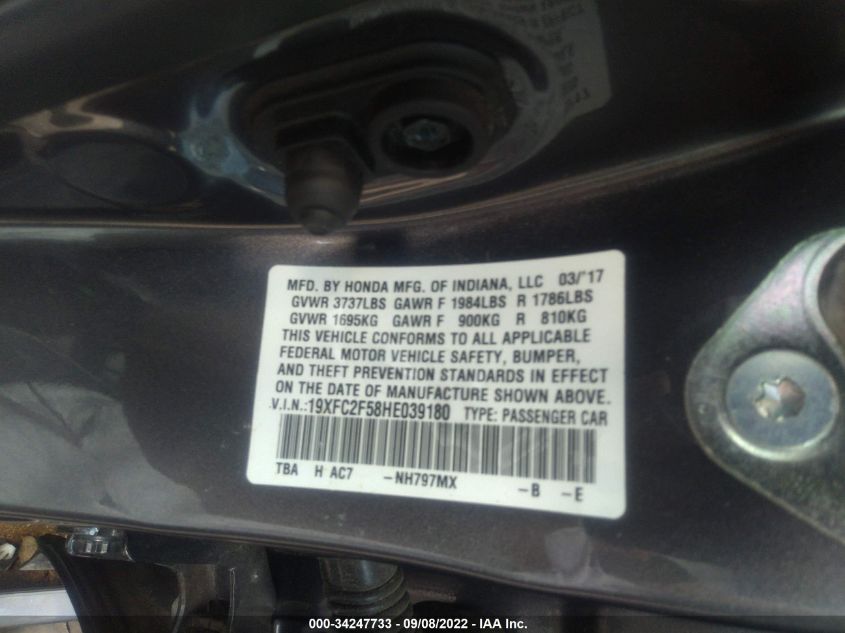 MFD. BY HONDA MFG. OF INDIANA, LLC 03/'17
GVWR 3737LBS GAWR F 1984LBS R 1786LBS
GVWR 1695KG GAWR F 900KG R 810KG
THIS VEHICLE CONFORMS TO ALL APPLICABLE
FEDERAL MOTOR VEHICLE SAFETY, BUMPER,
AND THEFT PREVENTION STANDARDS IN EFFECT
ON THE DATE OF MANUFACTURE SHOWN ABOVE.
V.I.N.:19XFC2F58HE039180 TYPE: PASSENGER CAR
TBA H AC7 -NH797MX -B -E
000-34247733 - 09/08/2022 - IAA Inc.